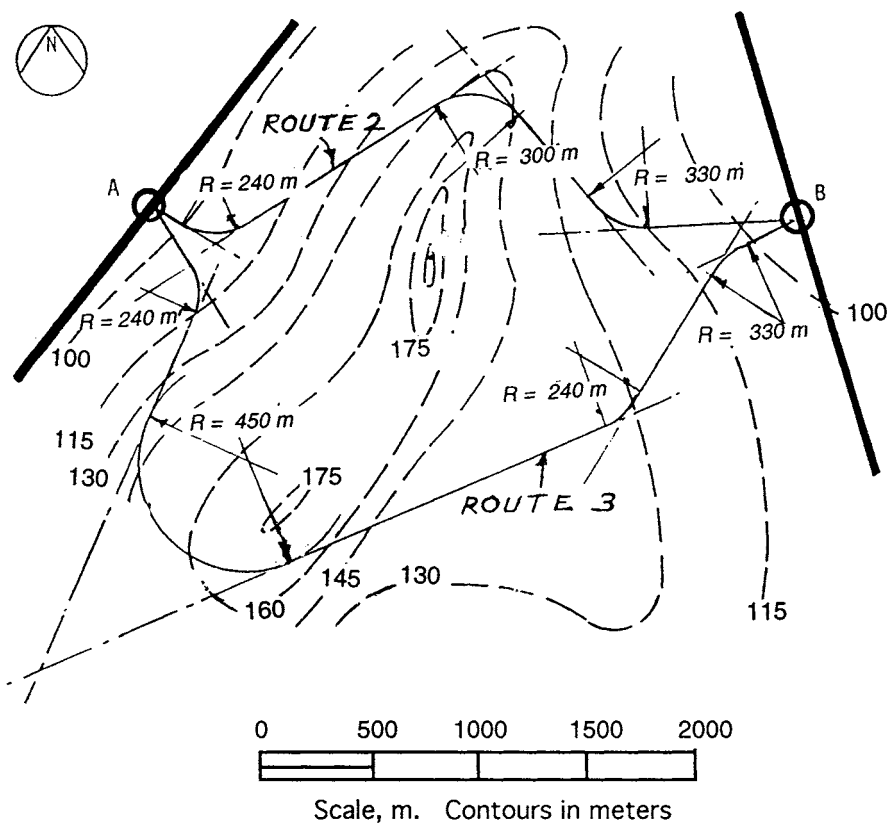 N
ROUTE 2
A
R = 240 m
R = 300 m
R = 330 m
B
R = 240 m
100
R = 330 m
100
175
R = 240 m
115
R = 450 m
130
175
ROUTE 3
145
130
160
115
0 500 1000 1500 2000
Scale, m. Contours in meters